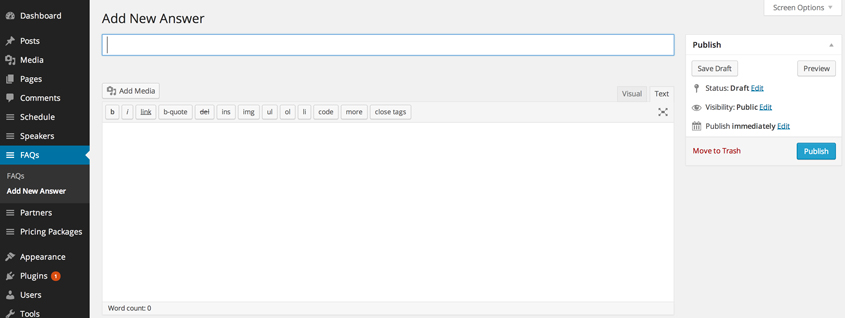 Screen Options
Dashboard
Posts
Media
Pages
Comments
Schedule
Speakers
FAQs
FAQs
Add New Answer
Partners
Pricing Packages
Appearance
Plugins 1
Users
Tools
Add New Answer
Add Media
Visual Text
b i link b-quote del ins img ul ol li code more close tags
Word count: 0
Publish
Save Draft Preview
Status: Draft Edit
Visibility: Public Edit
Publish immediately Edit
Move to Trash Publish